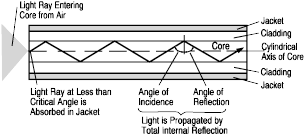 Light Ray Entering
Core from Air
Jacket
Cladding
Core
Cylindrical
Axis of Core
Cladding
Jacket
Light Ray at Less than
Critical Angle is
Absorbed in Jacket
Angle of
Incidence
Angle of
Reflection
Light is Propagated by
Total Internal Reflection